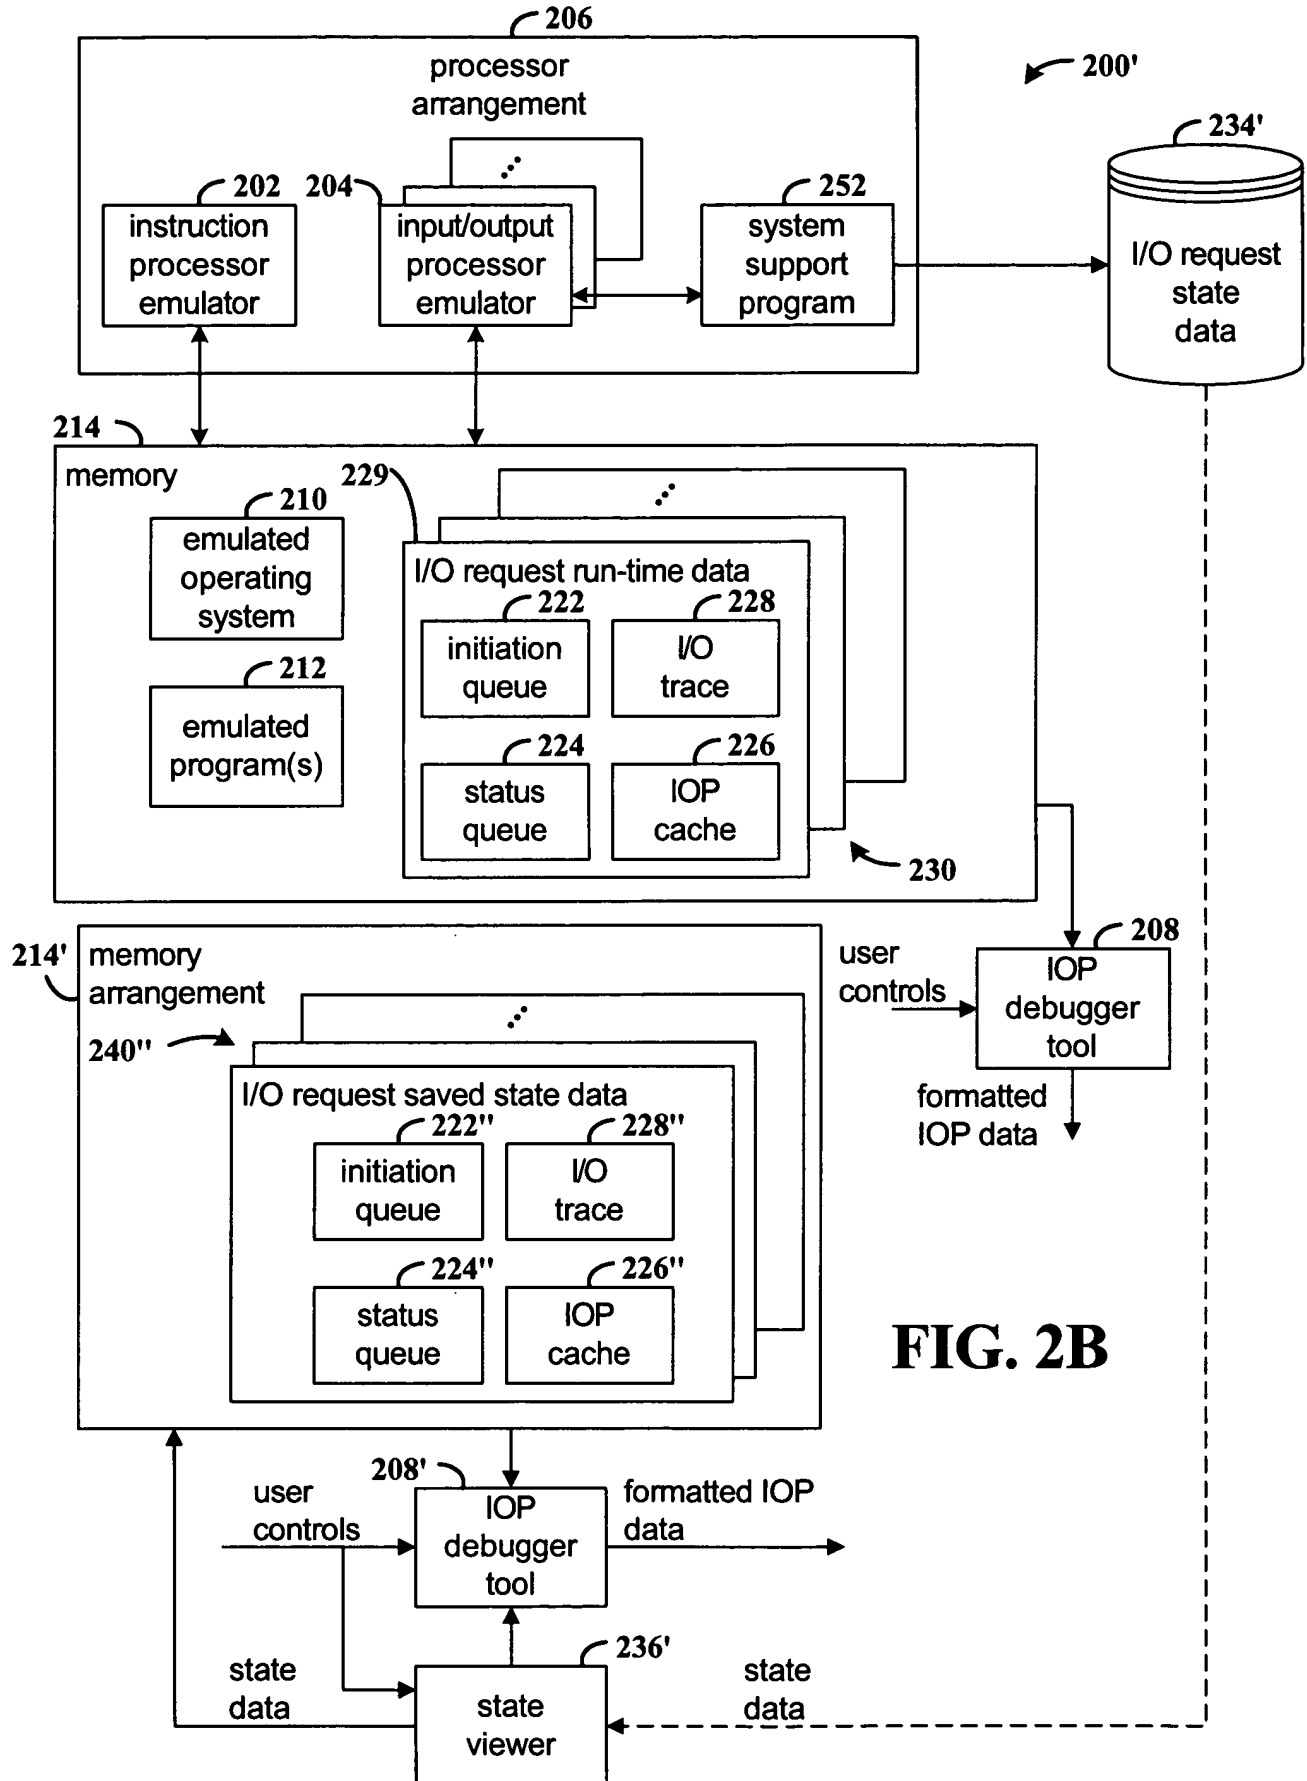 206
processor
arrangement
200'
234'
202
204
252
instruction
processor
emulator
input/output
processor
emulator
system
support
program
I/O request
state
data
214
memory
229
210
emulated
operating
system
I/O request run-time data
222
228
initiation
queue
I/O
trace
212
emulated
program(s)
224
226
status
queue
IOP
cache
230
208
214'
memory
arrangement
user
controls
IOP
debugger
tool
240"
I/O request saved state data
formatted
IOP data
222"
228"
initiation
queue
I/O
trace
224"
226"
status
queue
IOP
cache
FIG. 2B
208'
user
controls
IOP
debugger
tool
formatted IOP
data
236'
state
data
state
viewer
state
data